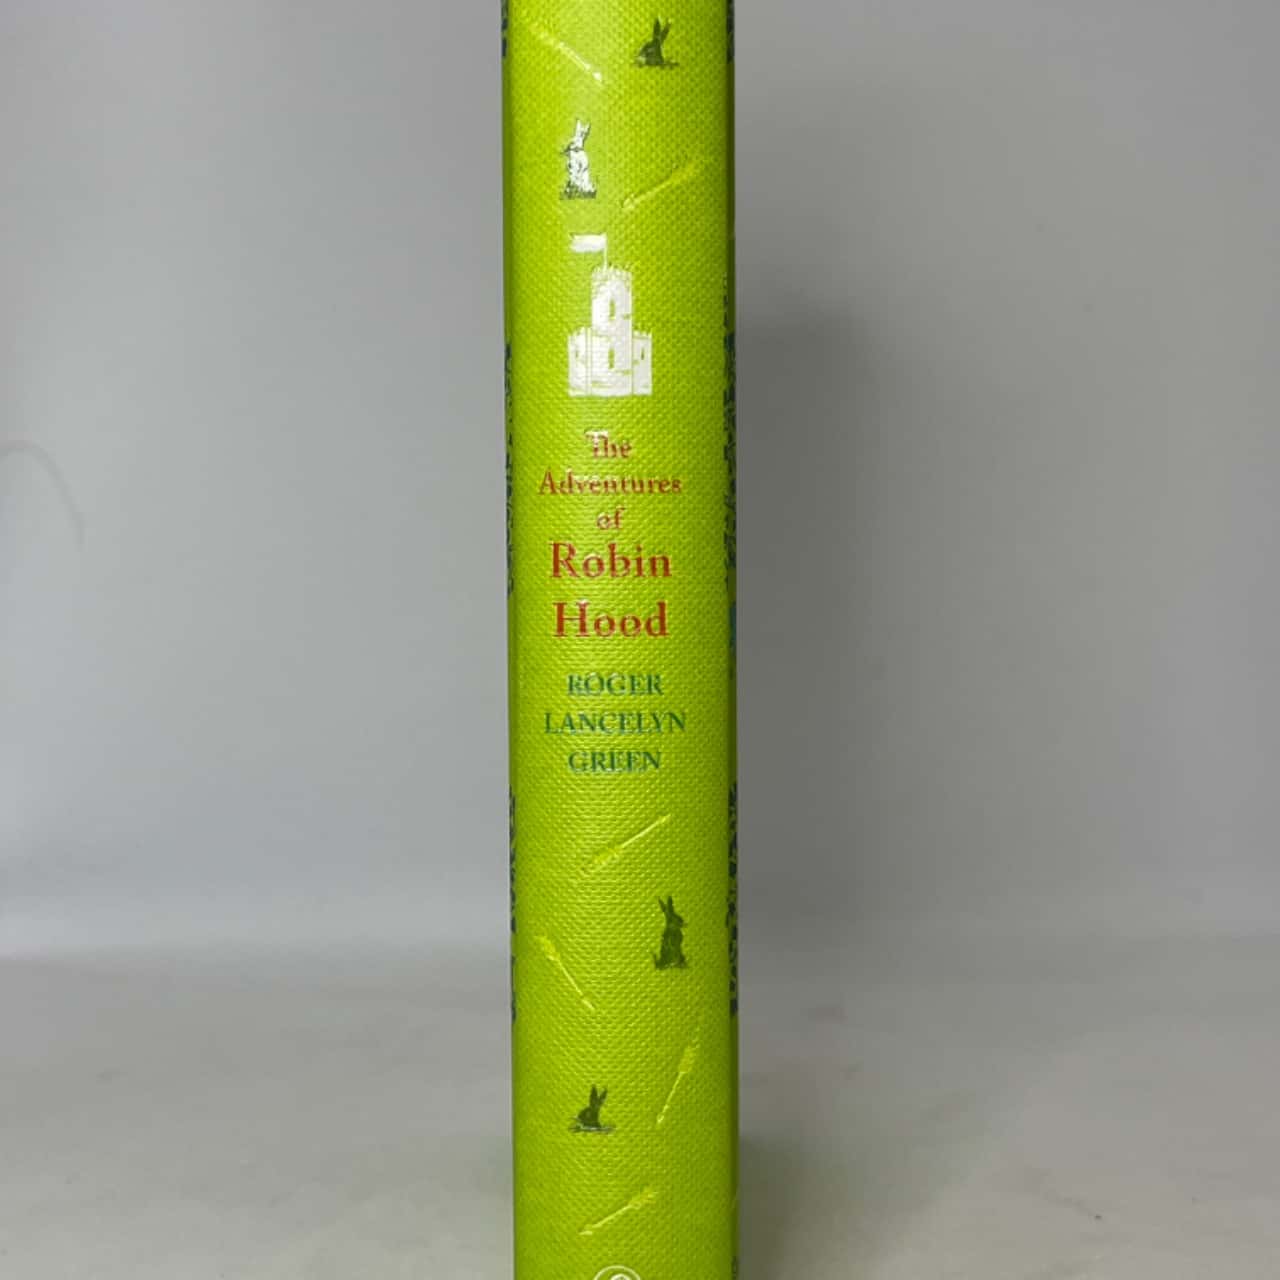 The
Adventures
of
Robin
Hood
ROGER
LANCELYN
GREEN